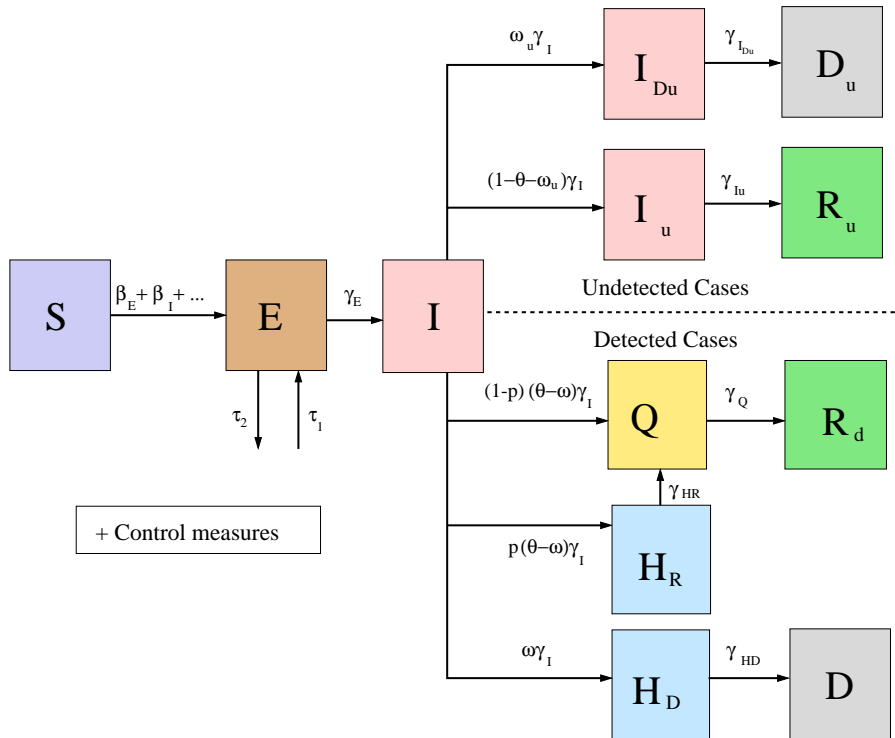 ω_u γ_I
I_Du
γ_I_Du
D_u
(1−θ−ω_u)γ_I
I_u
γ_Iu
R_u
S
β_E + β_I + ...
E
γ_E
I
Undetected Cases
Detected Cases
τ_2
τ_1
(1-p) (θ−ω)γ_I
Q
γ_Q
R_d
γ_HR
+ Control measures
p(θ−ω)γ_I
H_R
ωγ_I
H_D
γ_HD
D